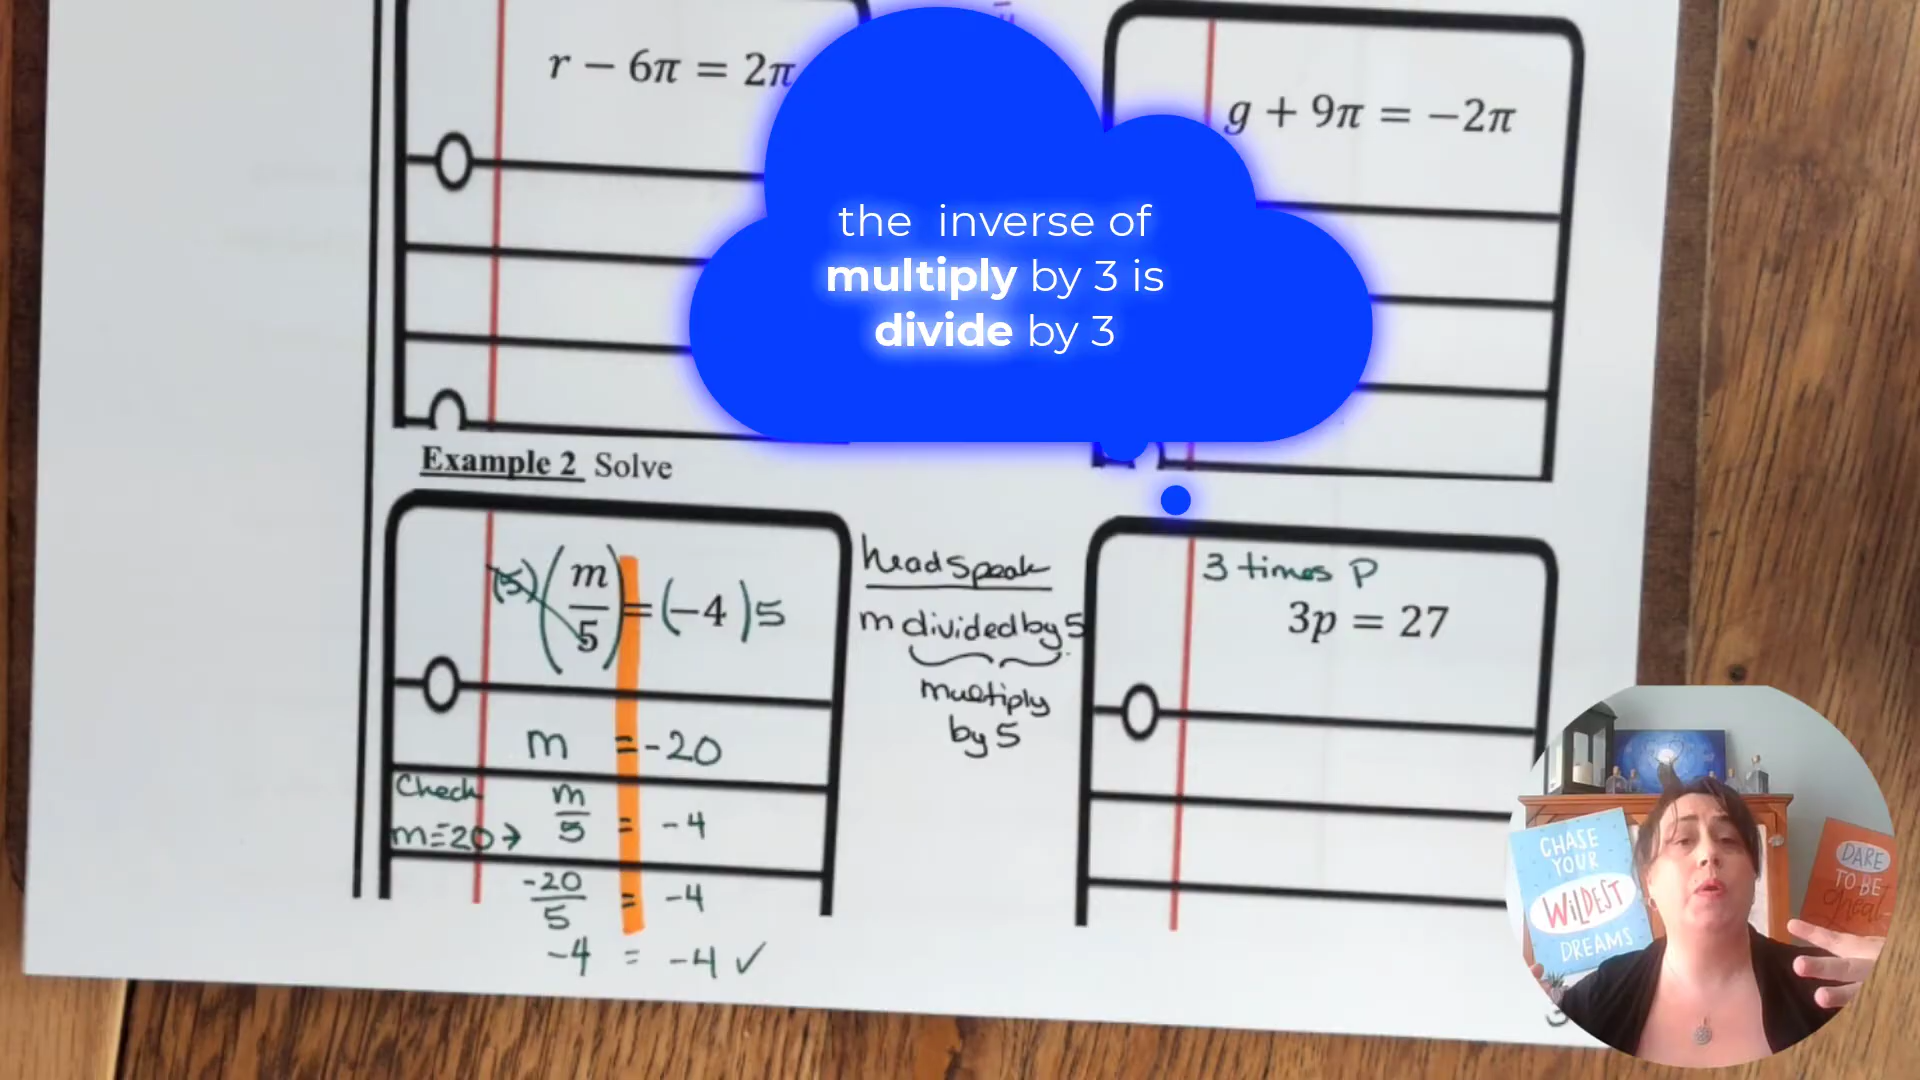 r − 6π = 2π
g + 9π = −2π
the inverse of
multiply by 3 is
divide by 3
Example 2 Solve
(5)(m/5) = (−4)5
m = -20
Check m/5 = -4
m=-20→
-20/5 = -4
-4 = -4 ✓
headspeak
m divided by 5
multiply
by 5
3 times p
3p = 27
CHASE
YOUR
WiLDEST
DREAMS
DARE
TO BE
great